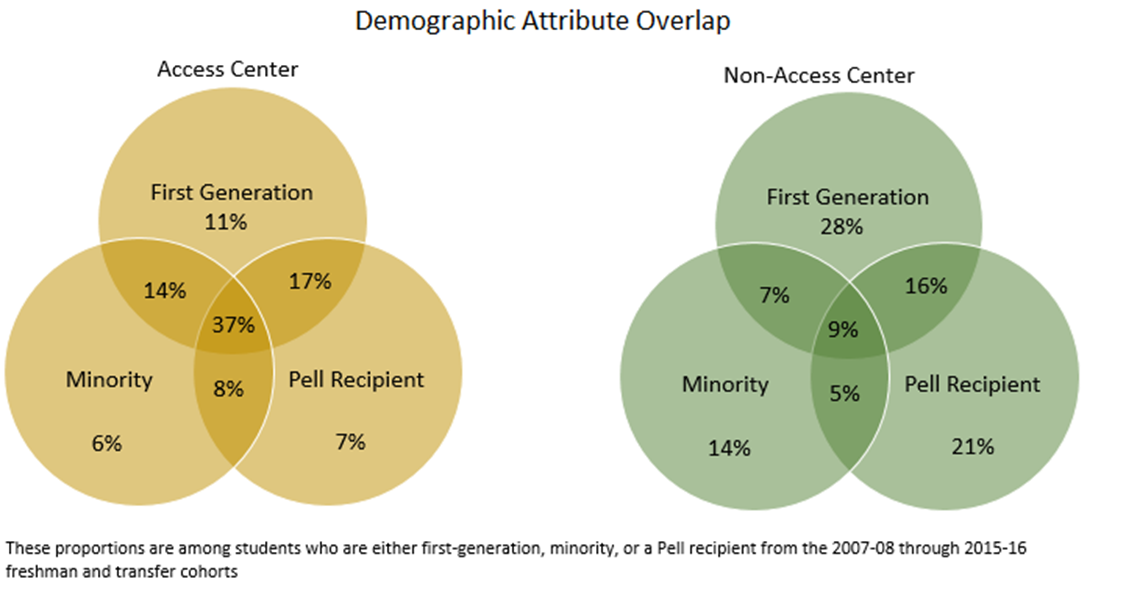 Demographic Attribute Overlap
Access Center
First Generation
11%
14%
17%
37%
Minority
8%
Pell Recipient
6%
7%
Non-Access Center
First Generation
28%
7%
16%
9%
Minority
5%
Pell Recipient
14%
21%
These proportions are among students who are either first-generation, minority, or a Pell recipient from the 2007-08 through 2015-16
freshman and transfer cohorts